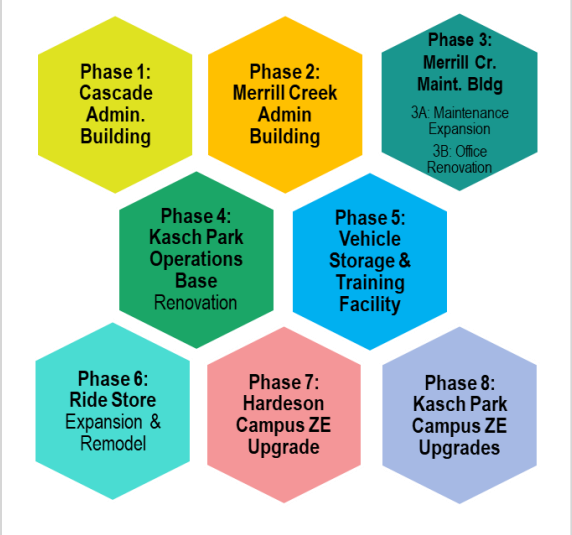 Phase 1:
Cascade
Admin.
Building
Phase 2:
Merrill Creek
Admin
Building
Phase 3:
Merrill Cr.
Maint. Bldg
3A: Maintenance
Expansion
3B: Office
Renovation
Phase 4:
Kasch Park
Operations
Base
Renovation
Phase 5:
Vehicle
Storage &
Training
Facility
Phase 6:
Ride Store
Expansion &
Remodel
Phase 7:
Hardeson
Campus ZE
Upgrade
Phase 8:
Kasch Park
Campus ZE
Upgrades